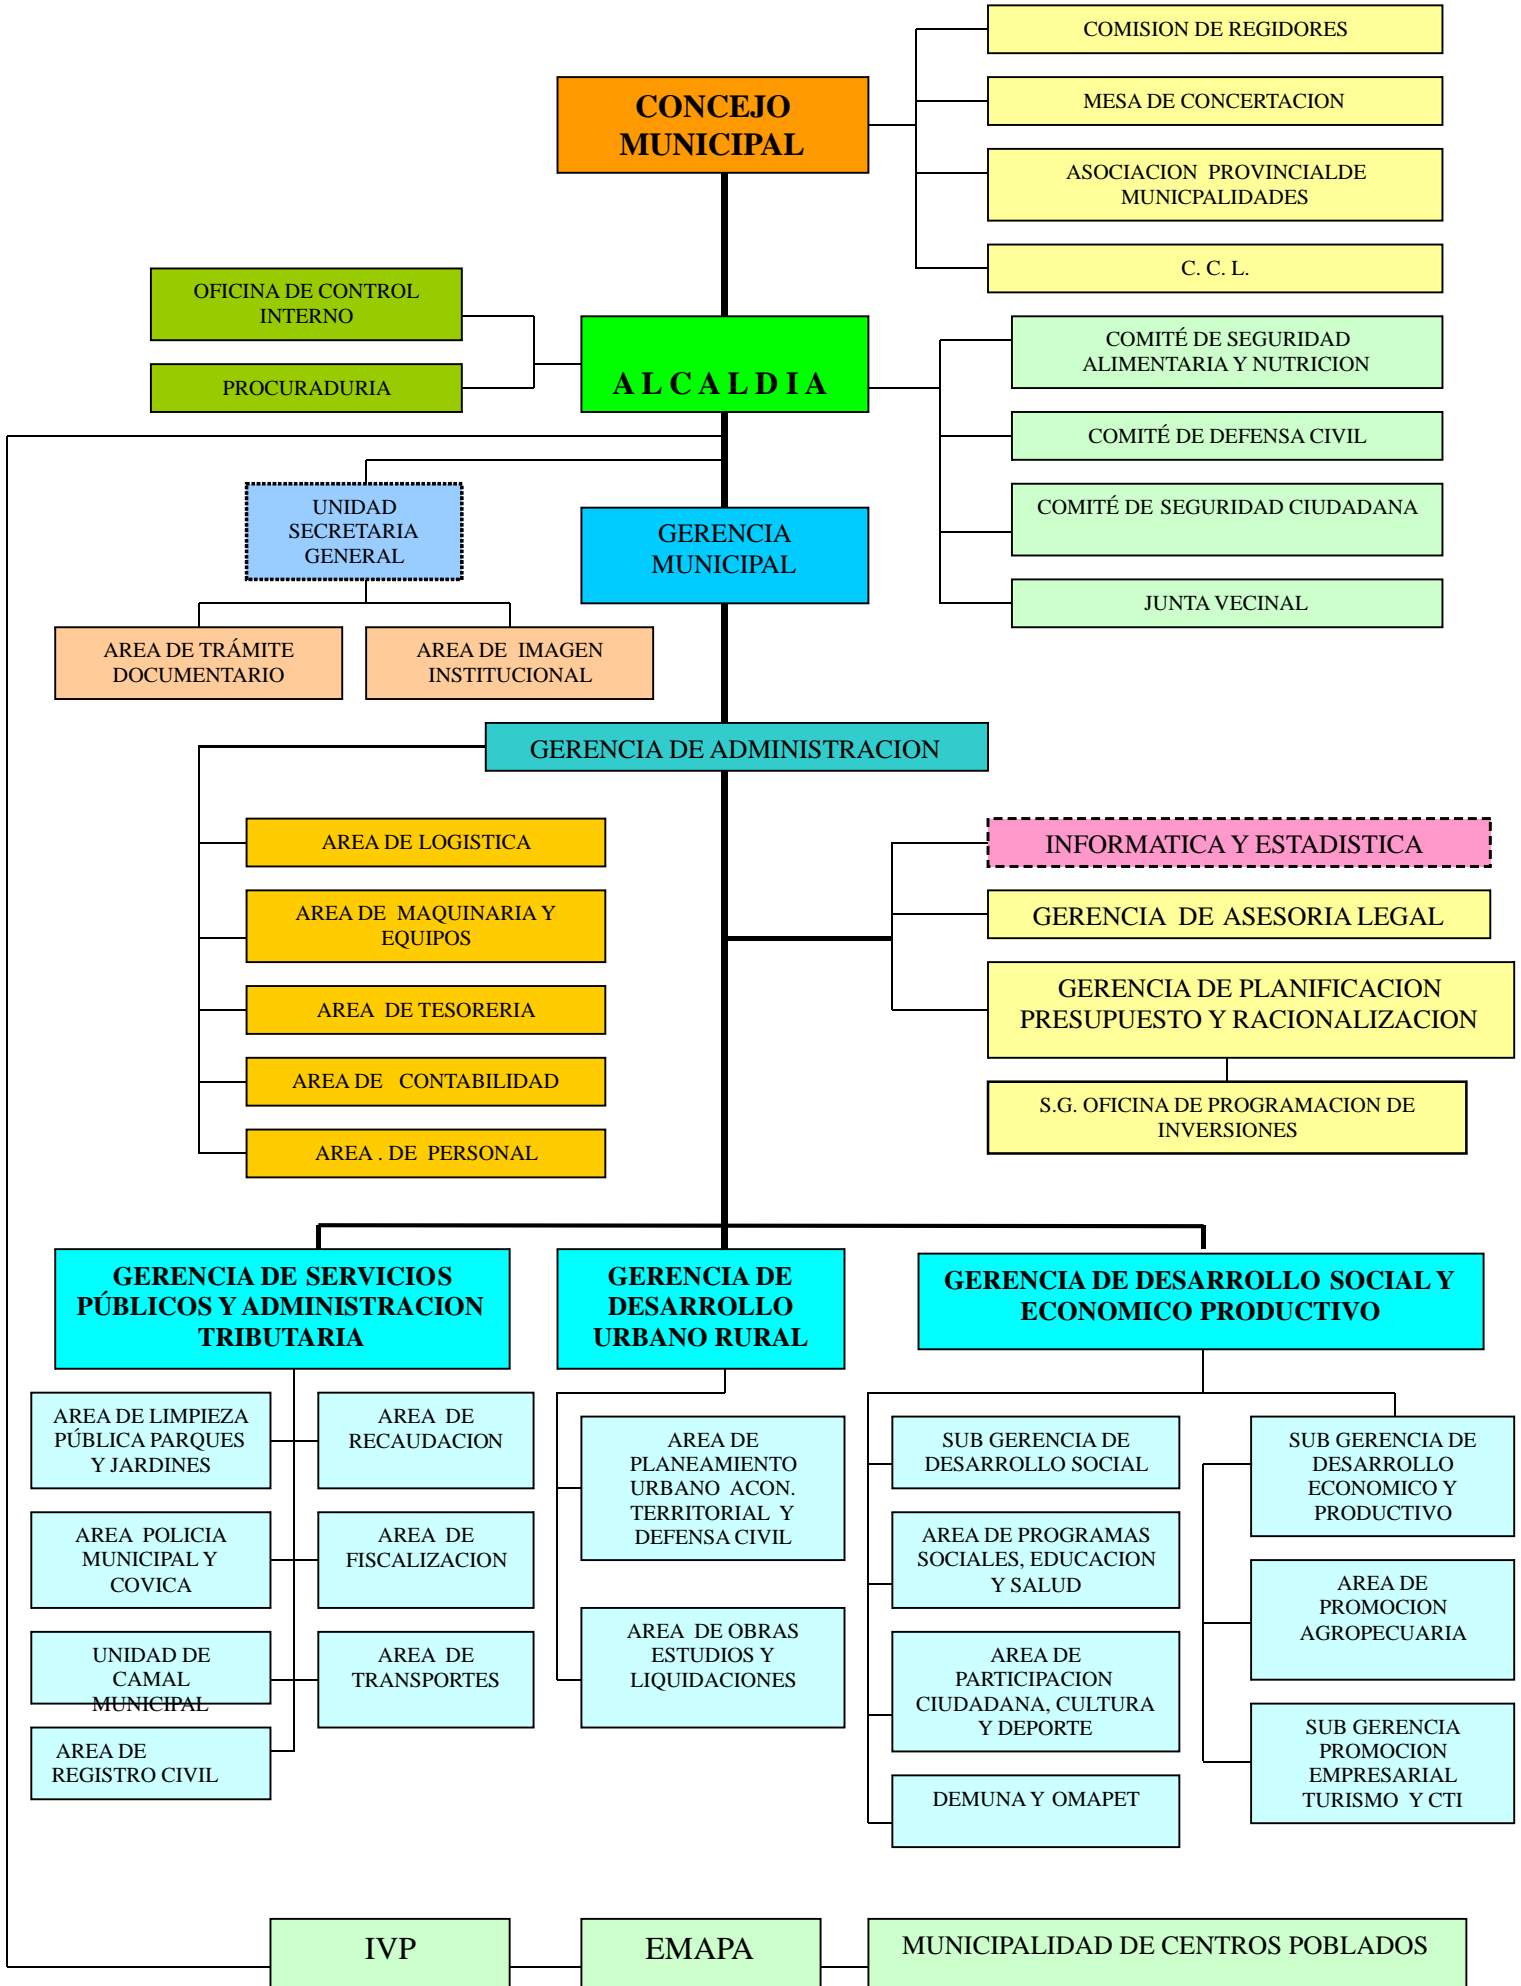 COMISION DE REGIDORES
CONCEJO
MUNICIPAL
MESA DE CONCERTACION
ASOCIACION PROVINCIALDE
MUNICPALIDADES
C. C. L.
OFICINA DE CONTROL
INTERNO
PROCURADURIA
A L C A L D I A
COMITÉ DE SEGURIDAD
ALIMENTARIA Y NUTRICION
COMITÉ DE DEFENSA CIVIL
COMITÉ DE SEGURIDAD CIUDADANA
JUNTA VECINAL
UNIDAD
SECRETARIA
GENERAL
GERENCIA
MUNICIPAL
AREA DE TRÁMITE
DOCUMENTARIO
AREA DE IMAGEN
INSTITUCIONAL
GERENCIA DE ADMINISTRACION
AREA DE LOGISTICA
AREA DE MAQUINARIA Y
EQUIPOS
AREA DE TESORERIA
AREA DE CONTABILIDAD
AREA . DE PERSONAL
INFORMATICA Y ESTADISTICA
GERENCIA DE ASESORIA LEGAL
GERENCIA DE PLANIFICACION
PRESUPUESTO Y RACIONALIZACION
S.G. OFICINA DE PROGRAMACION DE
INVERSIONES
GERENCIA DE SERVICIOS
PÚBLICOS Y ADMINISTRACION
TRIBUTARIA
GERENCIA DE
DESARROLLO
URBANO RURAL
GERENCIA DE DESARROLLO SOCIAL Y
ECONOMICO PRODUCTIVO
AREA DE LIMPIEZA
PÚBLICA PARQUES
Y JARDINES
AREA DE
RECAUDACION
AREA POLICIA
MUNICIPAL Y
COVICA
AREA DE
FISCALIZACION
UNIDAD DE
CAMAL
MUNICIPAL
AREA DE
TRANSPORTES
AREA DE
REGISTRO CIVIL
AREA DE
PLANEAMIENTO
URBANO ACON.
TERRITORIAL Y
DEFENSA CIVIL
AREA DE OBRAS
ESTUDIOS Y
LIQUIDACIONES
SUB GERENCIA DE
DESARROLLO SOCIAL
AREA DE PROGRAMAS
SOCIALES, EDUCACION
Y SALUD
AREA DE
PARTICIPACION
CIUDADANA, CULTURA
Y DEPORTE
DEMUNA Y OMAPET
SUB GERENCIA DE
DESARROLLO
ECONOMICO Y
PRODUCTIVO
AREA DE
PROMOCION
AGROPECUARIA
SUB GERENCIA
PROMOCION
EMPRESARIAL
TURISMO Y CTI
IVP
EMAPA
MUNICIPALIDAD DE CENTROS POBLADOS